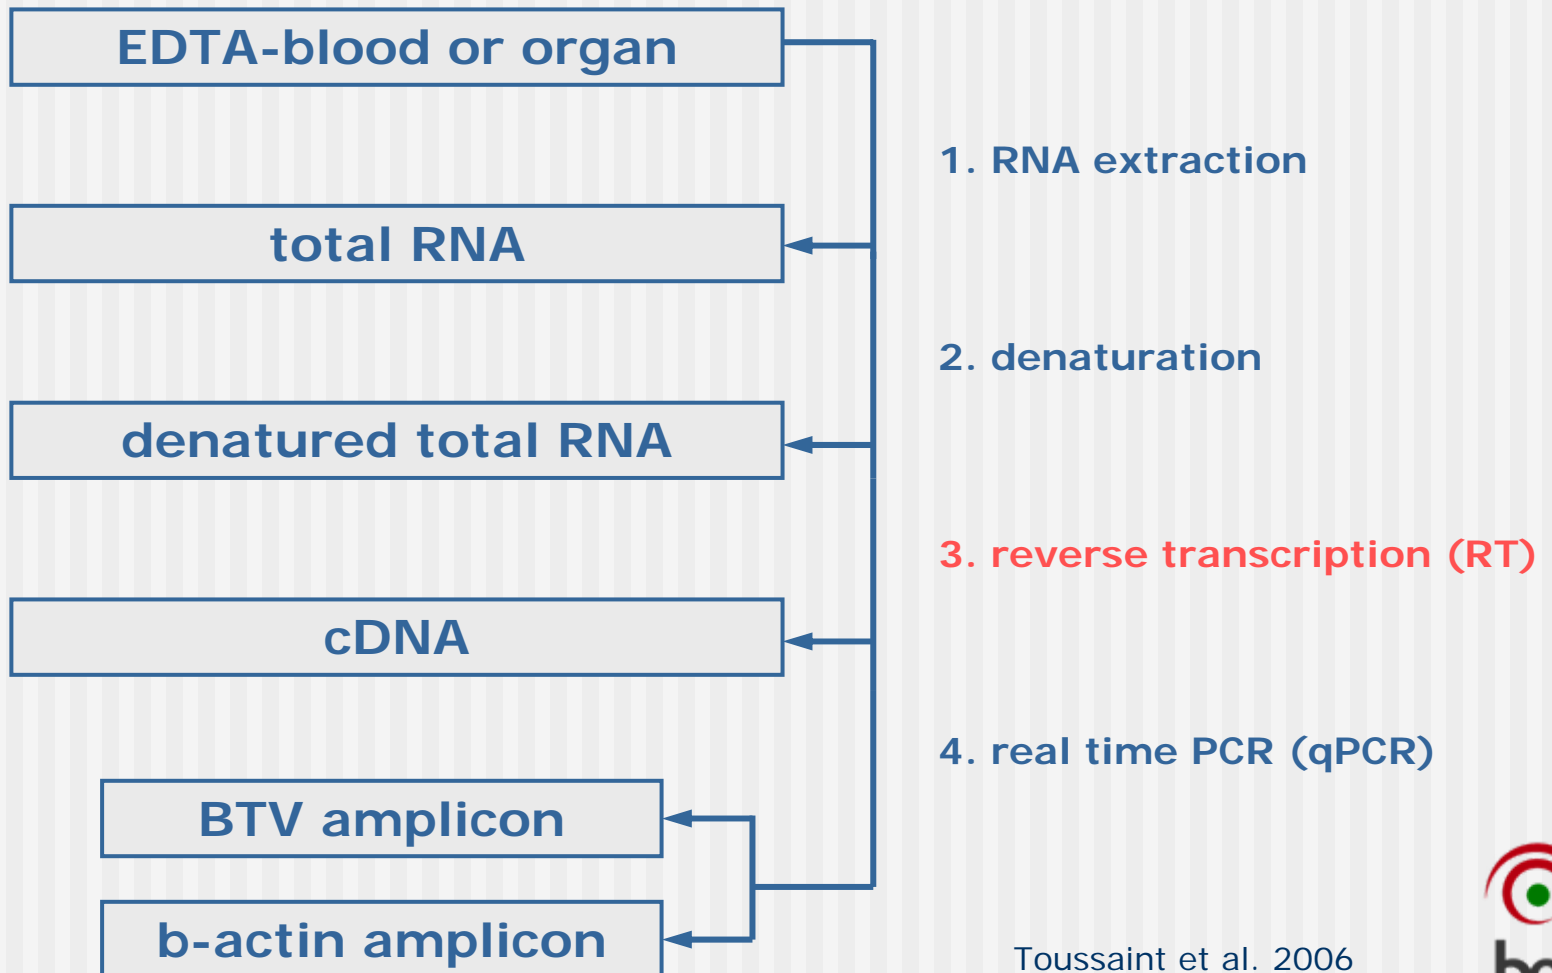 EDTA-blood or organ
1. RNA extraction
total RNA
2. denaturation
denatured total RNA
3. reverse transcription (RT)
cDNA
4. real time PCR (qPCR)
BTV amplicon
b-actin amplicon
Toussaint et al. 2006